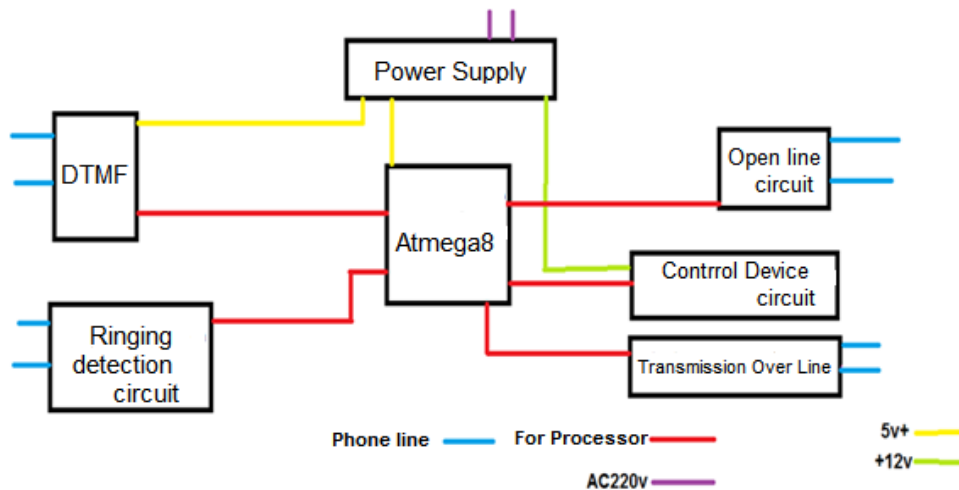 Power Supply
DTMF
Open line
circuit
Atmega8
Contrrol Device
circuit
Ringing
detection
circuit
Transmission Over Line
Phone line
For Processor
5v+
+12v
AC220v